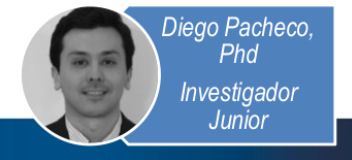 Diego Pacheco,
Phd
Investigador
Junior